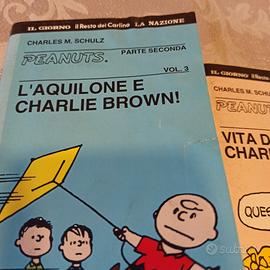 IL GIORNO il Resto del Carlino LA NAZIONE
CHARLES M. SCHULZ
PARTE SECONDA
PEANUTS.
VOL. 3
L'AQUILONE E
CHARLIE BROWN!
IL GIORNO il Resto
CHARLES M. SCHU
PEANUT
VITA D
CHAR
QUES
subito